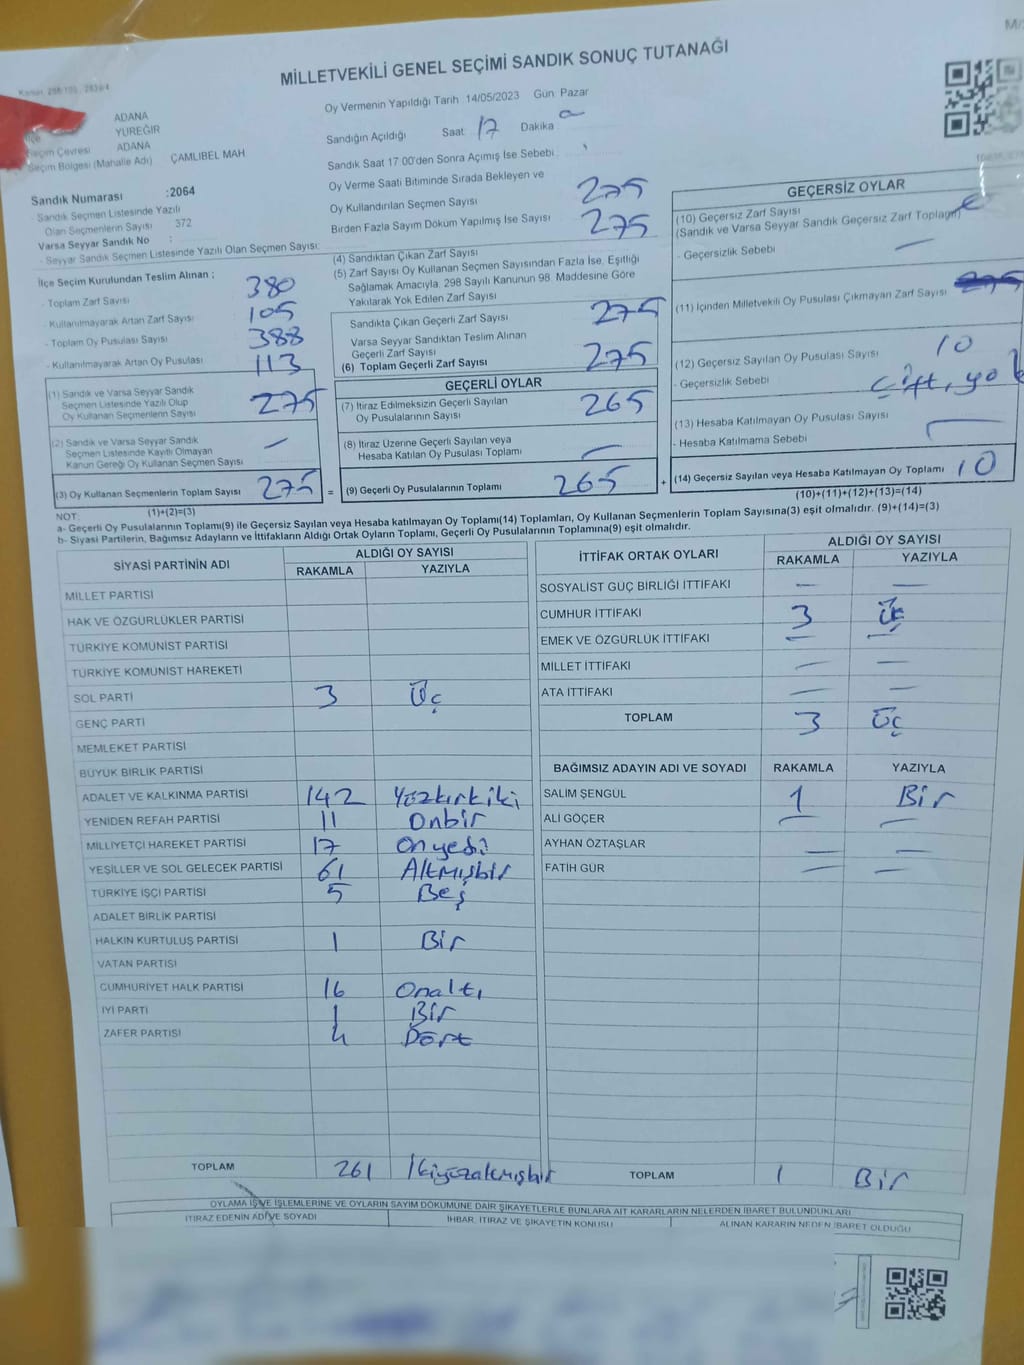 MİLLETVEKİLİ GENEL SEÇİMİ SANDIK SONUÇ TUTANAĞI
ADANA
YÜREĞİR
Seçim Çevresi ADANA
Seçim Bölgesi (Mahalle Adı) ÇAMLIBEL MAH
Sandık Numarası :2064
- Sandık Seçmen Listesinde Yazılı
Olan Seçmenlerin Sayısı 372
Varsa Seyyar Sandık No :
- Seyyar Sandık Seçmen Listesinde Yazılı Olan Seçmen Sayısı:
Oy Vermenin Yapıldığı Tarih 14/05/2023 Gün: Pazar
Sandığın Açıldığı Saat 17 Dakika
Sandık Saat 17 00'den Sonra Açımış İse Sebebi :
Oy Verme Saati Bitiminde Sırada Bekleyen ve
Oy Kullandırılan Seçmen Sayısı 275
Birden Fazla Sayım Döküm Yapılmış İse Sayısı 275
İlçe Seçim Kurulundan Teslim Alınan ;
- Toplam Zarf Sayısı 380
- Kullanılmayarak Artan Zarf Sayısı 105
- Toplam Oy Pusulası Sayısı 388
- Kullanılmayarak Artan Oy Pusulası 113
(1) Sandık ve Varsa Seyyar Sandık
Seçmen Listesinde Yazılı Olup
Oy Kullanan Seçmenlerin Sayısı 275
(2) Sandık ve Varsa Seyyar Sandık
Seçmen Listesinde Kayıtlı Olmayan
Kanun Gereği Oy Kullanan Seçmen Sayısı —
(3) Oy Kullanan Seçmenlerin Toplam Sayısı 275
(1)+(2)=(3)
(4) Sandıktan Çıkan Zarf Sayısı
(5) Zarf Sayısı Oy Kullanan Seçmen Sayısından Fazla İse, Eşitliği
Sağlamak Amacıyla, 298 Sayılı Kanunun 98. Maddesine Göre
Yakılarak Yok Edilen Zarf Sayısı
Sandıkta Çıkan Geçerli Zarf Sayısı 275
Varsa Seyyar Sandıktan Teslim Alınan
Geçerli Zarf Sayısı
(6) Toplam Geçerli Zarf Sayısı 275
GEÇERLİ OYLAR
(7) İtiraz Edilmeksizin Geçerli Sayılan
Oy Pusulalarının Sayısı 265
(8) İtiraz Üzerine Geçerli Sayılan veya
Hesaba Katılan Oy Pusulası Toplamı —
= (9) Geçerli Oy Pusulalarının Toplamı 265
GEÇERSİZ OYLAR
(10) Geçersiz Zarf Sayısı
(Sandık ve Varsa Seyyar Sandık Geçersiz Zarf Toplamı)
- Geçersizlik Sebebi —
(11) İçinden Milletvekili Oy Pusulası Çıkmayan Zarf Sayısı
(12) Geçersiz Sayılan Oy Pusulası Sayısı 10
- Geçersizlik Sebebi Çift, yok
(13) Hesaba Katılmayan Oy Pusulası Sayısı
- Hesaba Katılmama Sebebi
+ (14) Geçersiz Sayılan veya Hesaba Katılmayan Oy Toplamı 10
(10)+(11)+(12)+(13)=(14)
NOT:
a- Geçerli Oy Pusulalarının Toplamı(9) ile Geçersiz Sayılan veya Hesaba katılmayan Oy Toplamı(14) Toplamları, Oy Kullanan Seçmenlerin Toplam Sayısına(3) eşit olmalıdır. (9)+(14)=(3)
b- Siyasi Partilerin, Bağımsız Adayların ve İttifakların Aldığı Ortak Oyların Toplamı, Geçerli Oy Pusulalarının Toplamına(9) eşit olmalıdır.
SİYASİ PARTİNİN ADI ALDIĞI OY SAYISI
RAKAMLA YAZIYLA
MİLLET PARTİSİ
HAK VE ÖZGÜRLÜKLER PARTİSİ
TÜRKİYE KOMÜNİST PARTİSİ
TÜRKİYE KOMÜNİST HAREKETİ
SOL PARTİ 3 Üç
GENÇ PARTİ
MEMLEKET PARTİSİ
BÜYÜK BİRLİK PARTİSİ
ADALET VE KALKINMA PARTİSİ 142 Yüzkırkiki
YENİDEN REFAH PARTİSİ 11 Onbir
MİLLİYETÇİ HAREKET PARTİSİ 17 Onyedi
YEŞİLLER VE SOL GELECEK PARTİSİ 61 Altmışbir
TÜRKİYE İŞÇİ PARTİSİ 5 Beş
ADALET BİRLİK PARTİSİ
HALKIN KURTULUŞ PARTİSİ 1 Bir
VATAN PARTİSİ
CUMHURİYET HALK PARTİSİ 16 Onaltı
İYİ PARTİ 1 Bir
ZAFER PARTİSİ 4 Dört
TOPLAM 261 İkiyüzaltmışbir
İTTİFAK ORTAK OYLARI ALDIĞI OY SAYISI
RAKAMLA YAZIYLA
SOSYALİST GÜÇ BİRLİĞİ İTTİFAKI — —
CUMHUR İTTİFAKI 3 Üç
EMEK VE ÖZGÜRLÜK İTTİFAKI — —
MİLLET İTTİFAKI — —
ATA İTTİFAKI — —
TOPLAM 3 Üç
BAĞIMSIZ ADAYIN ADI VE SOYADI RAKAMLA YAZIYLA
SALİM ŞENGÜL 1 Bir
ALİ GÖÇER — —
AYHAN ÖZTAŞLAR — —
FATİH GÜR — —
TOPLAM 1 Bir
OYLAMA İŞ VE İŞLEMLERİNE VE OYLARIN SAYIM DÖKÜMÜNE DAİR ŞİKAYETLERLE BUNLARA AİT KARARLARIN NELERDEN İBARET BULUNDUKLARI
İTİRAZ EDENİN ADI VE SOYADI İHBAR, İTİRAZ VE ŞİKAYETİN KONUSU ALINAN KARARIN NEDEN İBARET OLDUĞU